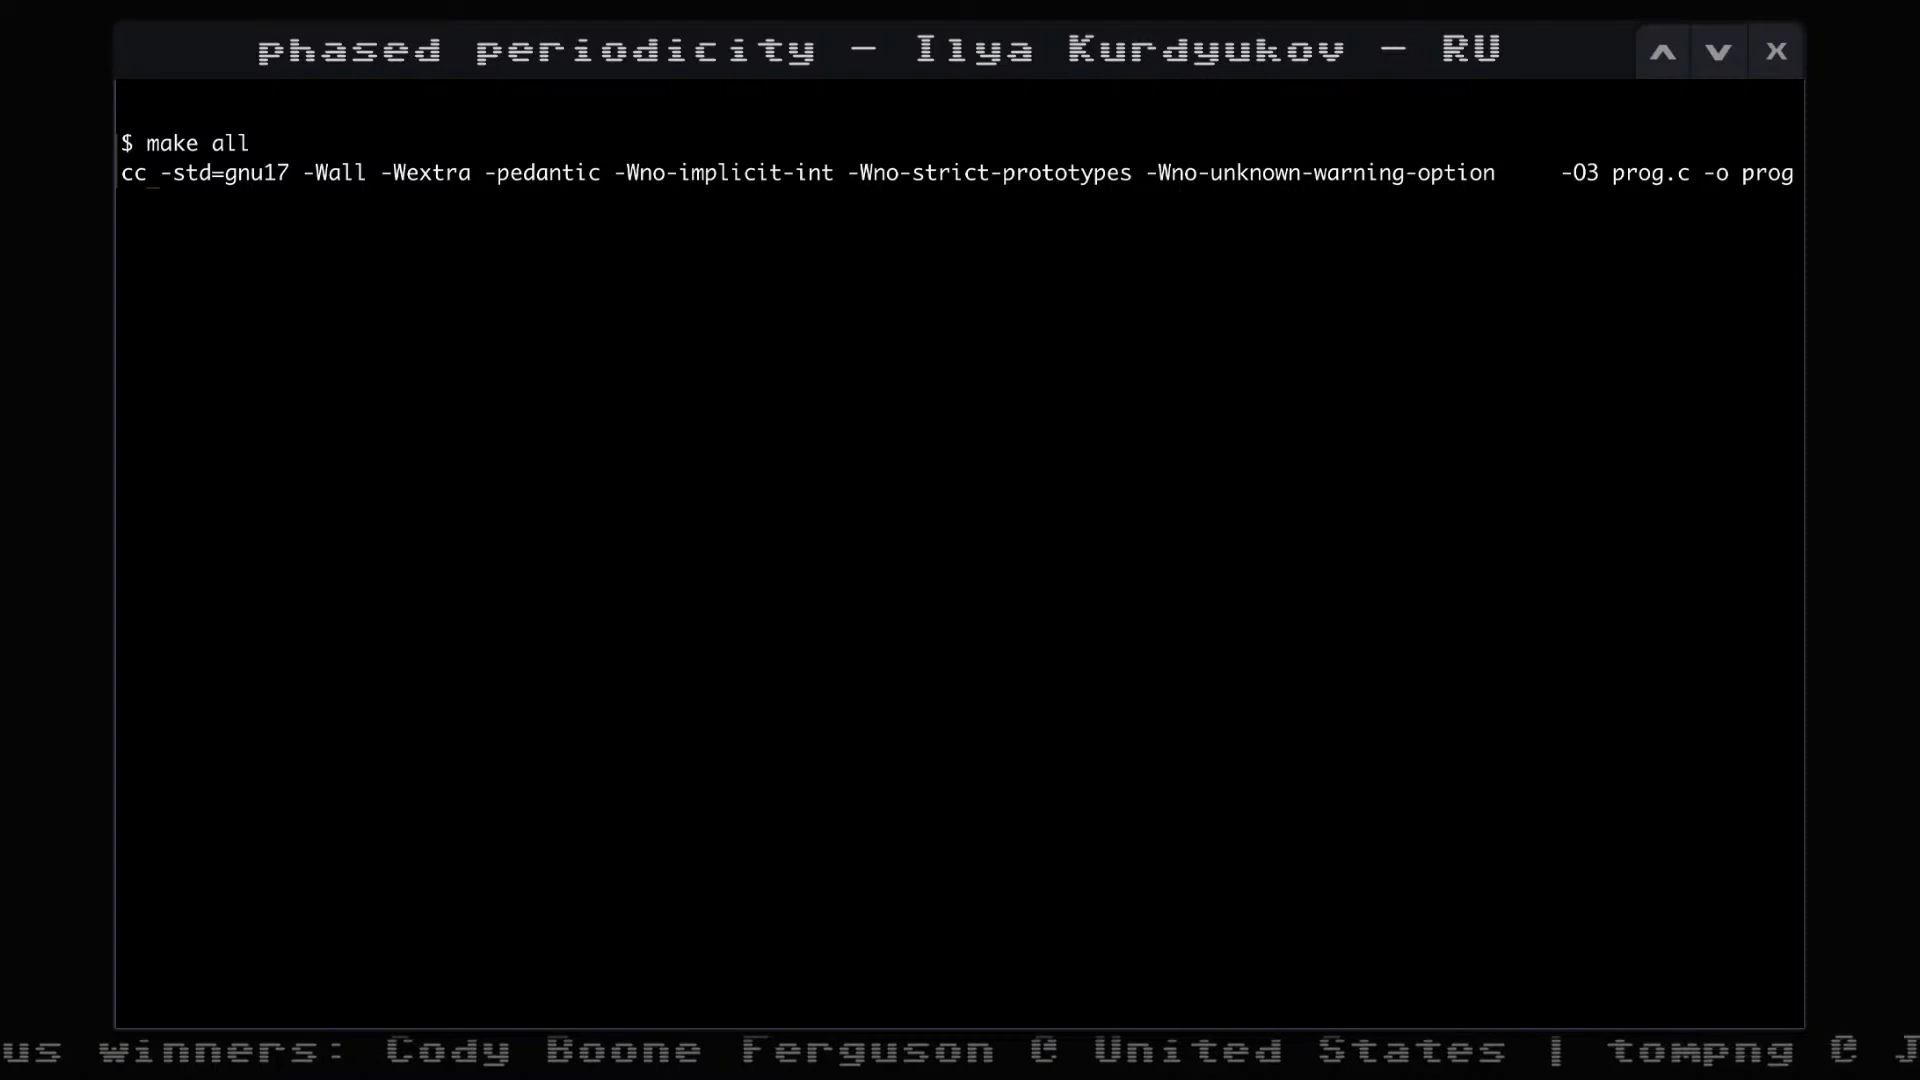 phased periodicity – Ilya Kurdyukov – RU
$ make all
cc -std=gnu17 -Wall -Wextra -pedantic -Wno-implicit-int -Wno-strict-prototypes -Wno-unknown-warning-option     -O3 prog.c -o prog
us winners: Cody Boone Ferguson @ United States | tompng @ J